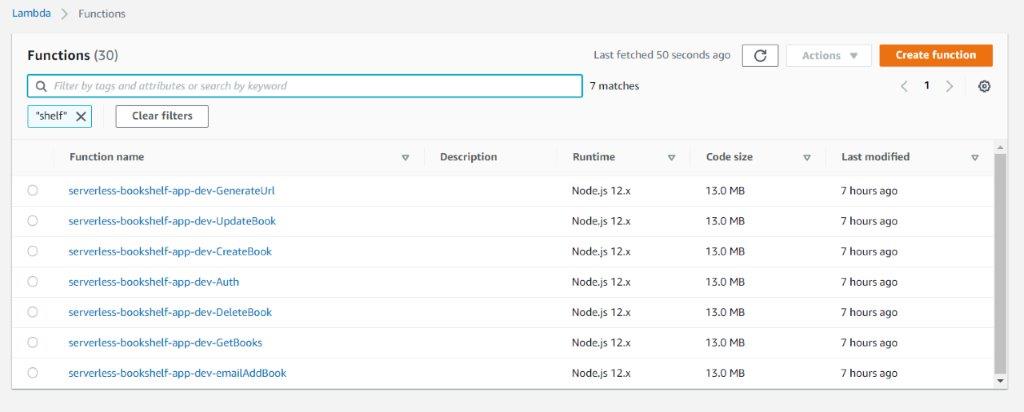 Lambda > Functions
Functions (30)
Last fetched 50 seconds ago
Actions
Create function
Filter by tags and attributes or search by keyword
7 matches
1
"shelf"
Clear filters
Function name Description Runtime Code size Last modified
serverless-bookshelf-app-dev-GenerateUrl Node.js 12.x 13.0 MB 7 hours ago
serverless-bookshelf-app-dev-UpdateBook Node.js 12.x 13.0 MB 7 hours ago
serverless-bookshelf-app-dev-CreateBook Node.js 12.x 13.0 MB 7 hours ago
serverless-bookshelf-app-dev-Auth Node.js 12.x 13.0 MB 7 hours ago
serverless-bookshelf-app-dev-DeleteBook Node.js 12.x 13.0 MB 7 hours ago
serverless-bookshelf-app-dev-GetBooks Node.js 12.x 13.0 MB 7 hours ago
serverless-bookshelf-app-dev-emailAddBook Node.js 12.x 13.0 MB 7 hours ago